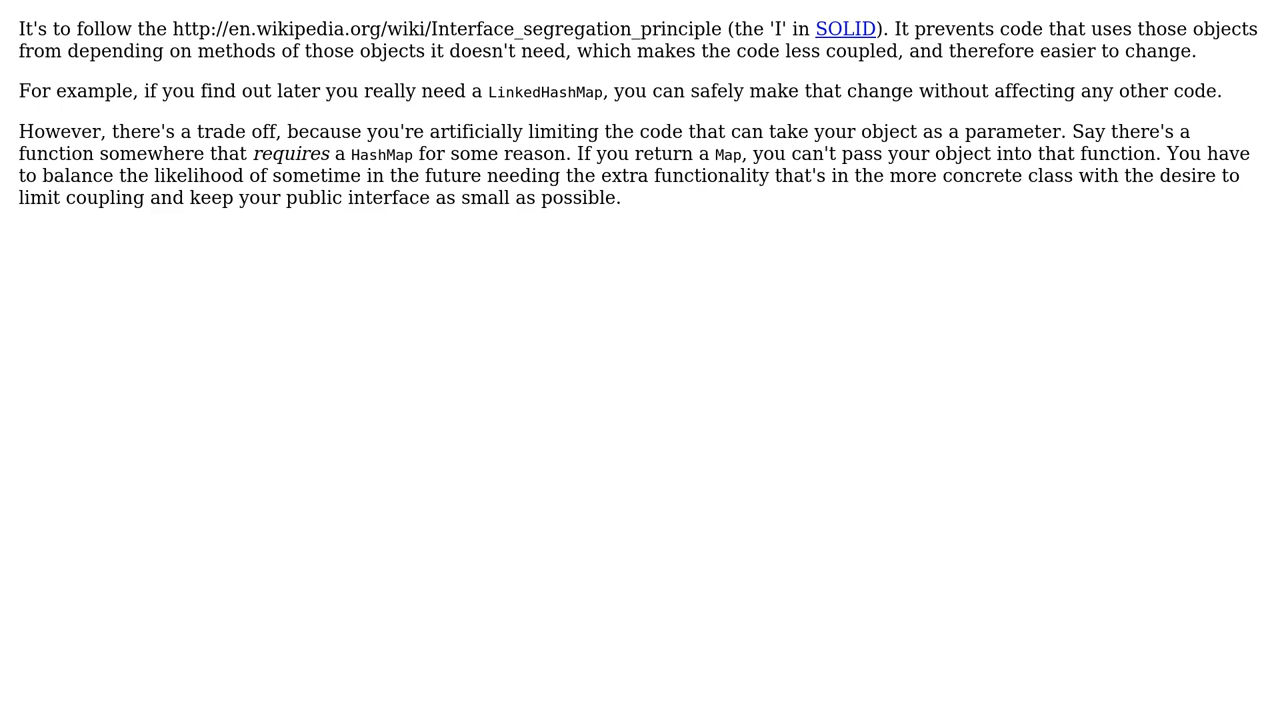 It's to follow the http://en.wikipedia.org/wiki/Interface_segregation_principle (the 'I' in SOLID). It prevents code that uses those objects
from depending on methods of those objects it doesn't need, which makes the code less coupled, and therefore easier to change.
For example, if you find out later you really need a LinkedHashMap, you can safely make that change without affecting any other code.
However, there's a trade off, because you're artificially limiting the code that can take your object as a parameter. Say there's a
function somewhere that requires a HashMap for some reason. If you return a Map, you can't pass your object into that function. You have
to balance the likelihood of sometime in the future needing the extra functionality that's in the more concrete class with the desire to
limit coupling and keep your public interface as small as possible.